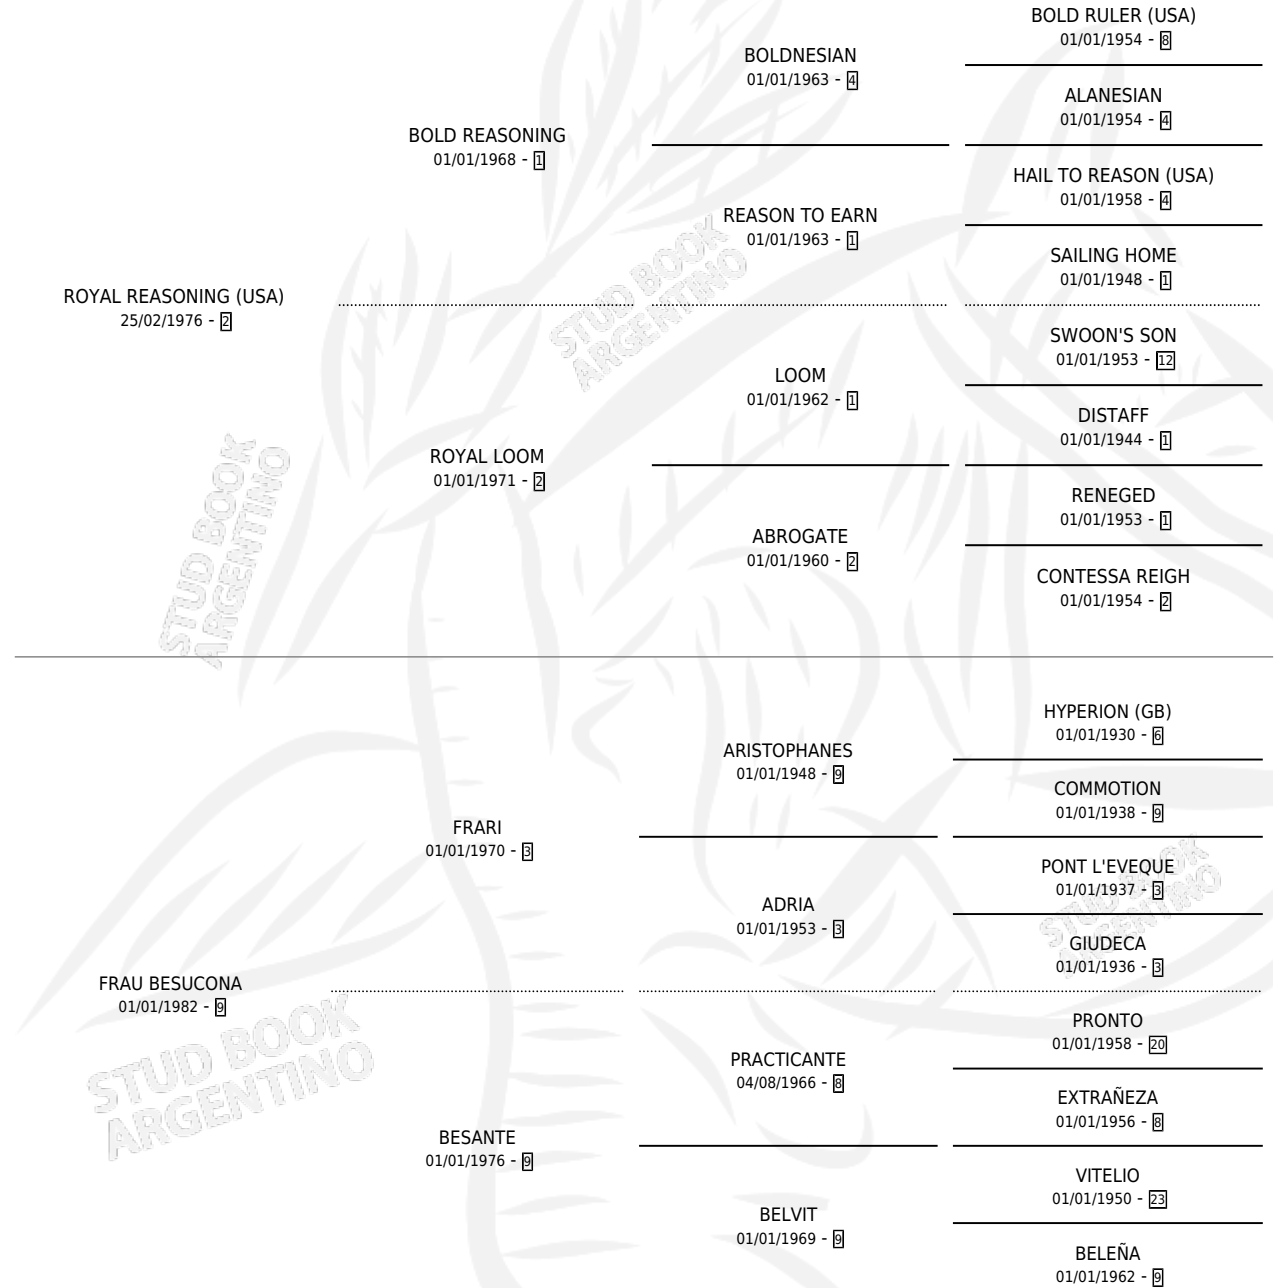 BOLD RULER (USA)
01/01/1954 - 8
BOLDNESIAN
01/01/1963 - 4
ALANESIAN
01/01/1954 - 4
BOLD REASONING
01/01/1968 - 1
HAIL TO REASON (USA)
01/01/1958 - 4
REASON TO EARN
01/01/1963 - 1
SAILING HOME
01/01/1948 - 1
ROYAL REASONING (USA)
25/02/1976 - 2
SWOON'S SON
01/01/1953 - 12
LOOM
01/01/1962 - 1
DISTAFF
01/01/1944 - 1
ROYAL LOOM
01/01/1971 - 2
RENEGED
01/01/1953 - 1
ABROGATE
01/01/1960 - 2
CONTESSA REIGH
01/01/1954 - 2
HYPERION (GB)
01/01/1930 - 6
ARISTOPHANES
01/01/1948 - 9
COMMOTION
01/01/1938 - 9
FRARI
01/01/1970 - 3
PONT L'EVEQUE
01/01/1937 - 3
ADRIA
01/01/1953 - 3
GIUDECA
01/01/1936 - 3
FRAU BESUCONA
01/01/1982 - 9
PRONTO
01/01/1958 - 20
PRACTICANTE
04/08/1966 - 8
EXTRAÑEZA
01/01/1956 - 8
BESANTE
01/01/1976 - 9
VITELIO
01/01/1950 - 23
BELVIT
01/01/1969 - 9
BELEÑA
01/01/1962 - 9
STUD BOOK
ARGENTINO
STUD BOOK
ARGENTINO
STUD BOOK
ARGENTINO
STUD BOOK
ARGENTINO